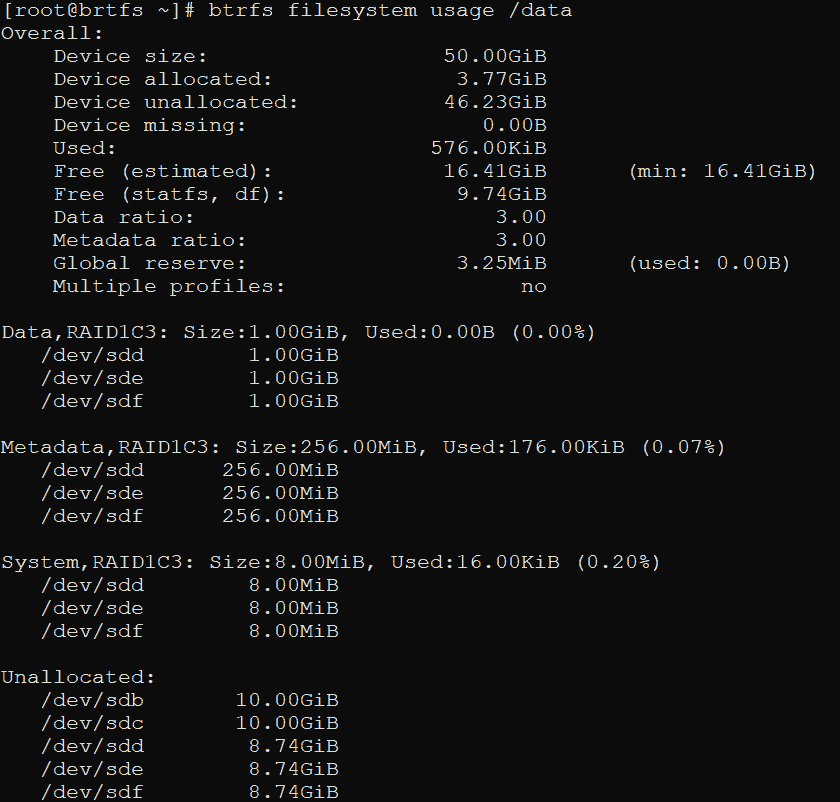 [root@brtfs ~]# btrfs filesystem usage /data
Overall:
    Device size:                  50.00GiB
    Device allocated:              3.77GiB
    Device unallocated:           46.23GiB
    Device missing:                  0.00B
    Used:                        576.00KiB
    Free (estimated):             16.41GiB      (min: 16.41GiB)
    Free (statfs, df):             9.74GiB
    Data ratio:                       3.00
    Metadata ratio:                   3.00
    Global reserve:                3.25MiB      (used: 0.00B)
    Multiple profiles:                  no

Data,RAID1C3: Size:1.00GiB, Used:0.00B (0.00%)
   /dev/sdd        1.00GiB
   /dev/sde        1.00GiB
   /dev/sdf        1.00GiB

Metadata,RAID1C3: Size:256.00MiB, Used:176.00KiB (0.07%)
   /dev/sdd      256.00MiB
   /dev/sde      256.00MiB
   /dev/sdf      256.00MiB

System,RAID1C3: Size:8.00MiB, Used:16.00KiB (0.20%)
   /dev/sdd        8.00MiB
   /dev/sde        8.00MiB
   /dev/sdf        8.00MiB

Unallocated:
   /dev/sdb       10.00GiB
   /dev/sdc       10.00GiB
   /dev/sdd        8.74GiB
   /dev/sde        8.74GiB
   /dev/sdf        8.74GiB